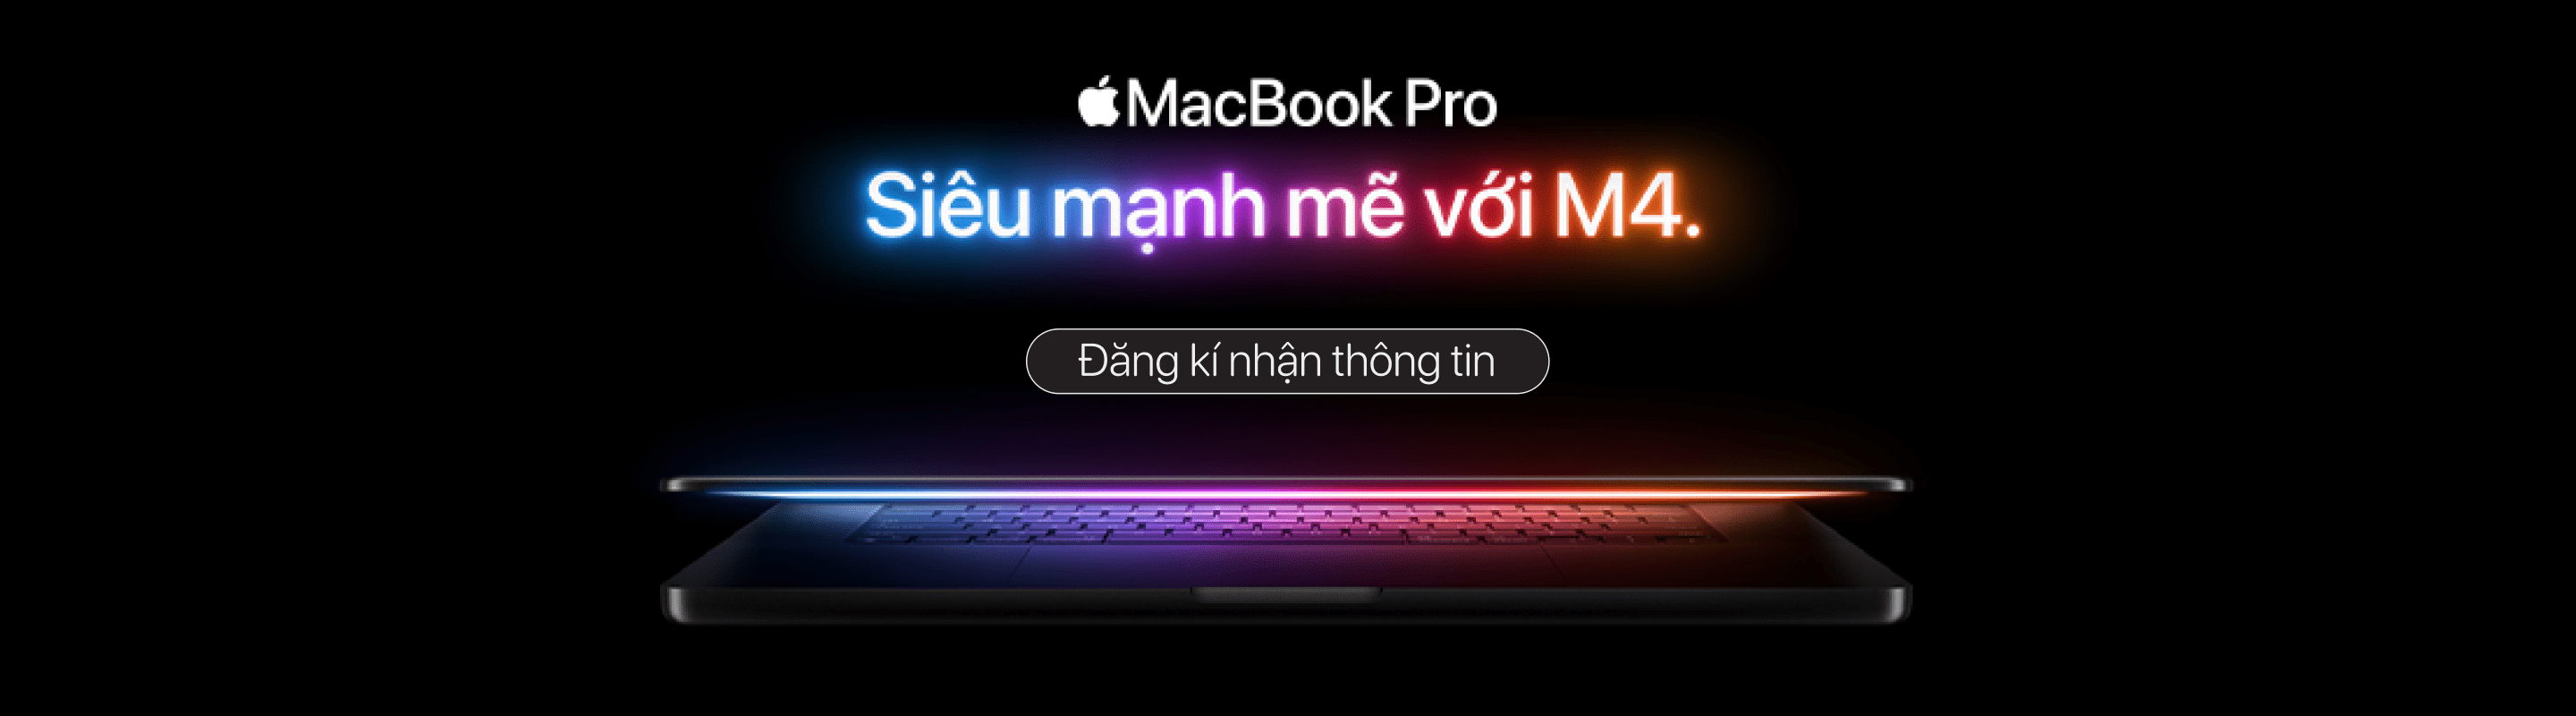 MacBook Pro
Siêu mạnh mẽ với M4.
Đăng kí nhận thông tin